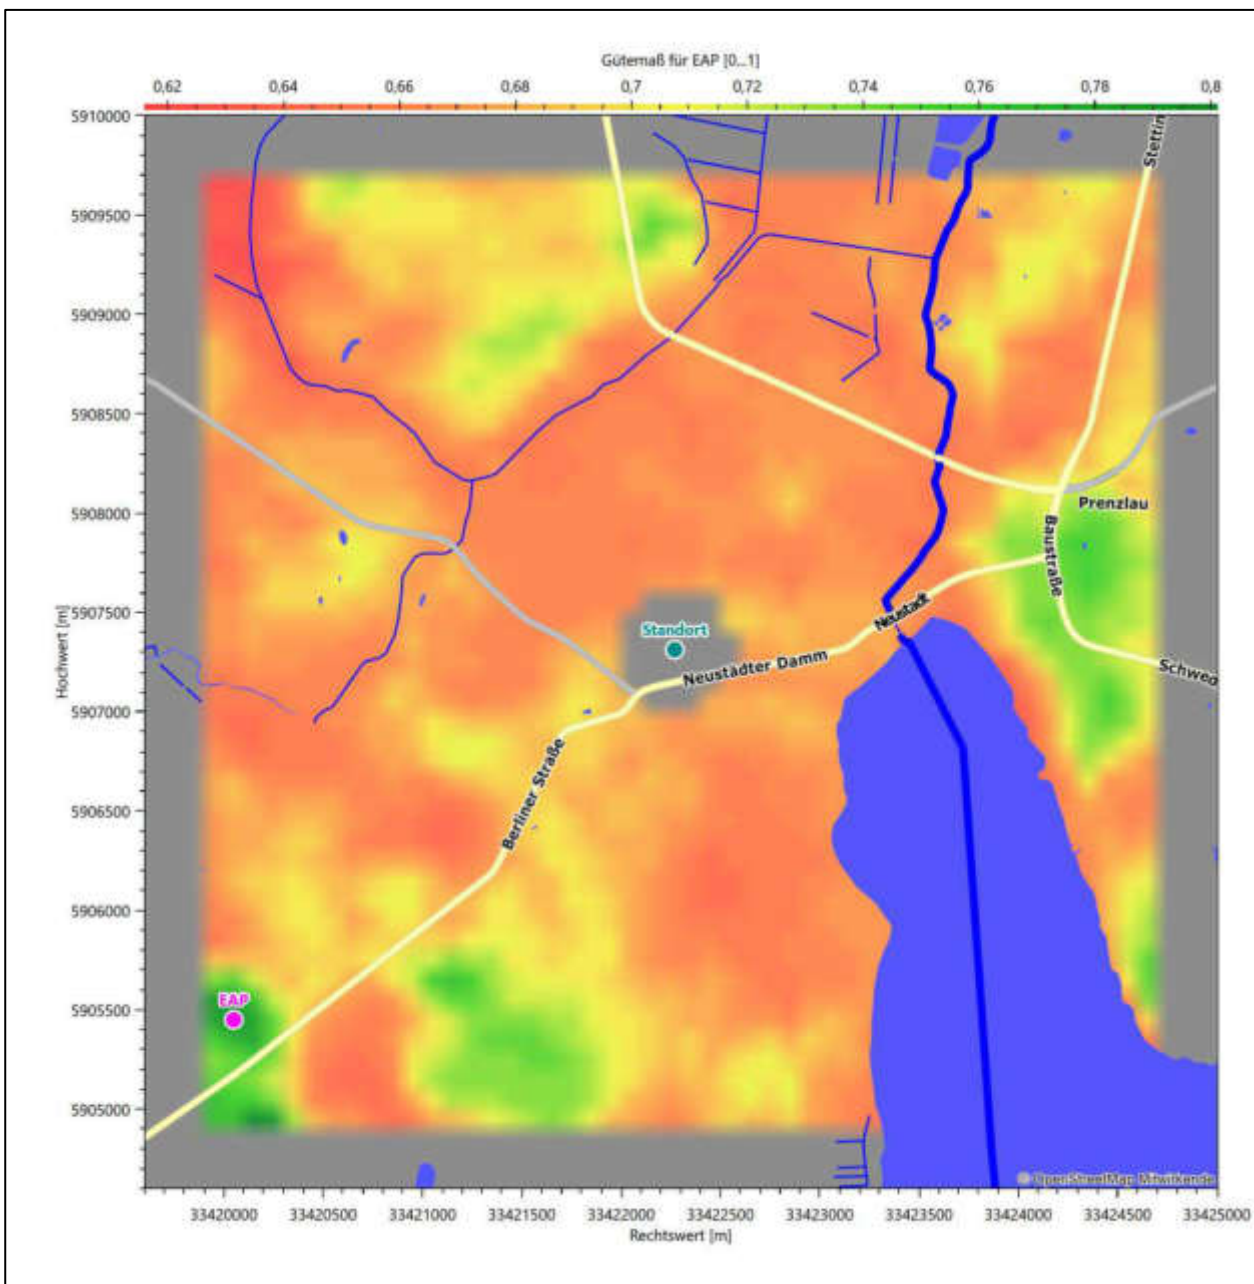 Gütemaß für EAP [0...1]
0,62 0,64 0,66 0,68 0,7 0,72 0,74 0,76 0,78 0,8
5910000
Stettin
5909500
5909000
5908500
5908000
Prenzlau
Baustraße
5907500
Neustadt
Standort
Hochwert [m]
Neustädter Damm
Schwed
5907000
Berliner Straße
5906500
5906000
5905500
EAP
5905000
© OpenStreetMap Mitwirkende
33420000 33420500 33421000 33421500 33422000 33422500 33423000 33423500 33424000 33424500 33425000
Rechtswert [m]